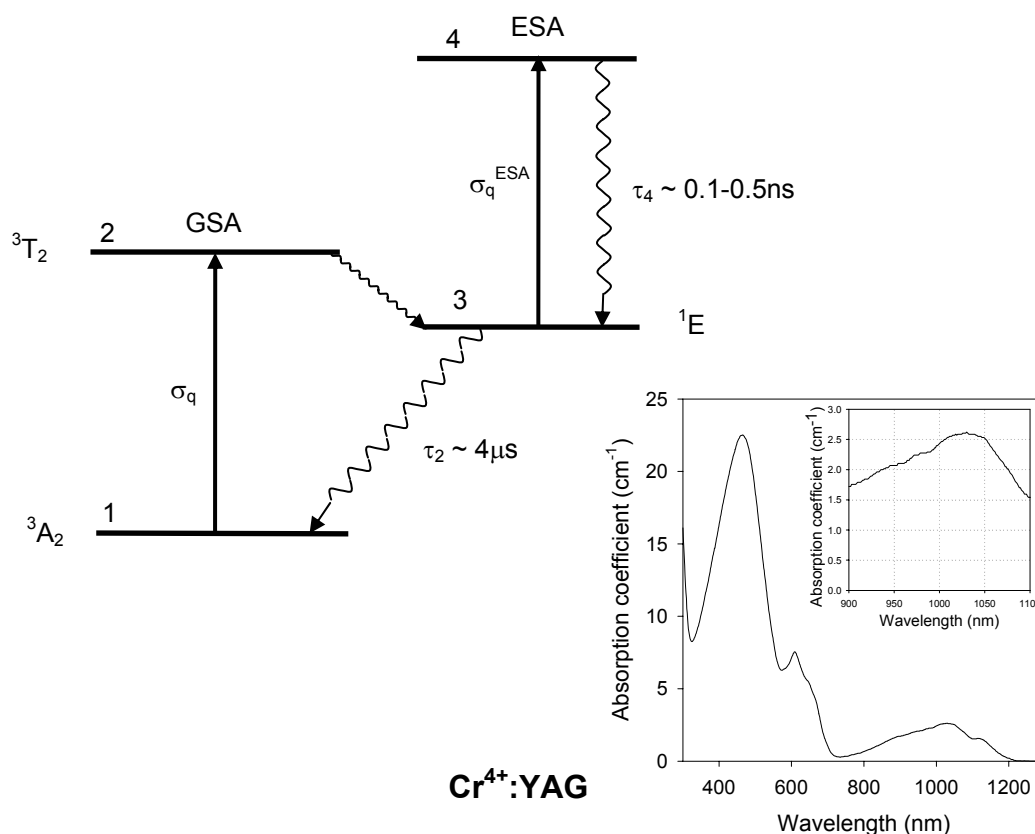 4
ESA
σqᴱˢᴬ
τ4 ~ 0.1-0.5ns
2
GSA
³T₂
3
¹E
σq
τ2 ~ 4μs
1
³A₂
Absorption coefficient (cm⁻¹)
25
20
15
10
5
0
400 600 800 1000 1200
Wavelength (nm)
Absorption coefficient (cm⁻¹)
3.0
2.5
2.0
1.5
1.0
0.5
0.0
900 950 1000 1050 110
Wavelength (nm)
Cr⁴⁺:YAG